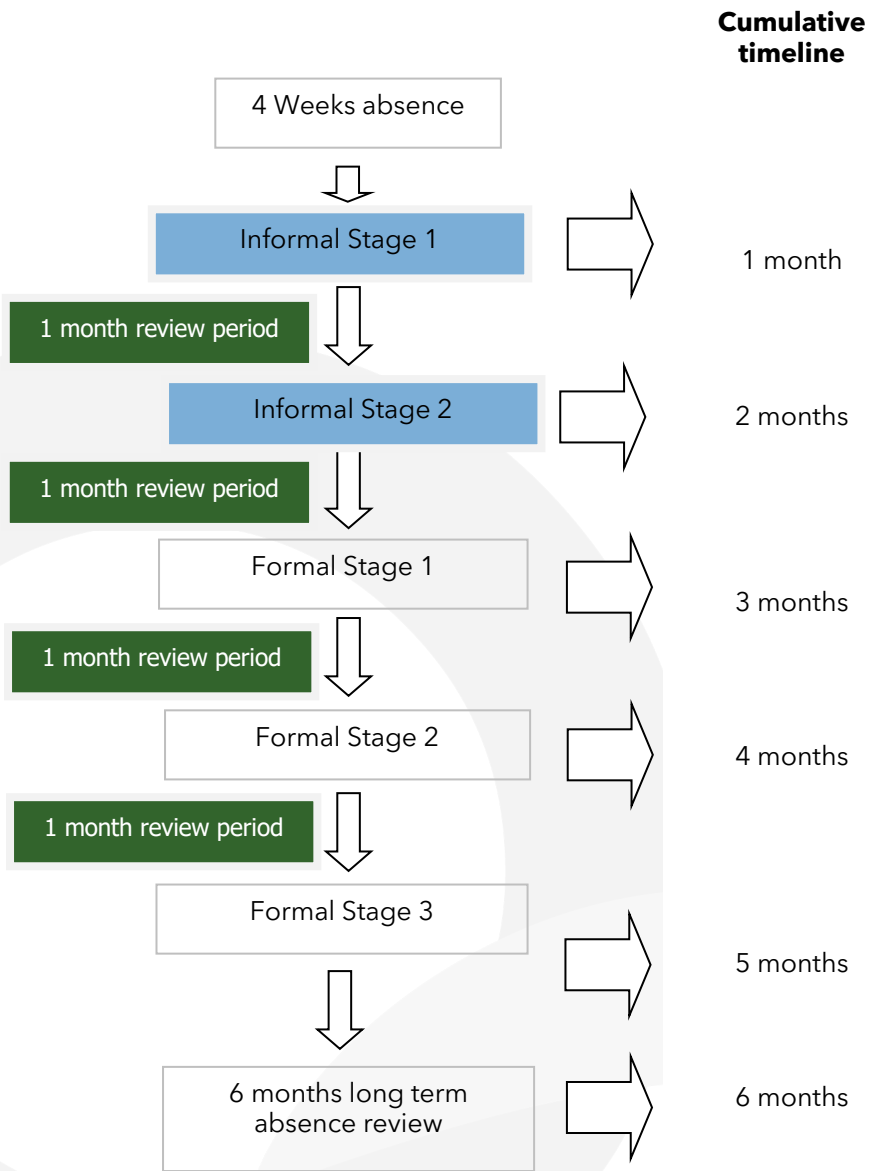 Cumulative
timeline
4 Weeks absence
Informal Stage 1
1 month
1 month review period
Informal Stage 2
2 months
1 month review period
Formal Stage 1
3 months
1 month review period
Formal Stage 2
4 months
1 month review period
Formal Stage 3
5 months
6 months long term
absence review
6 months